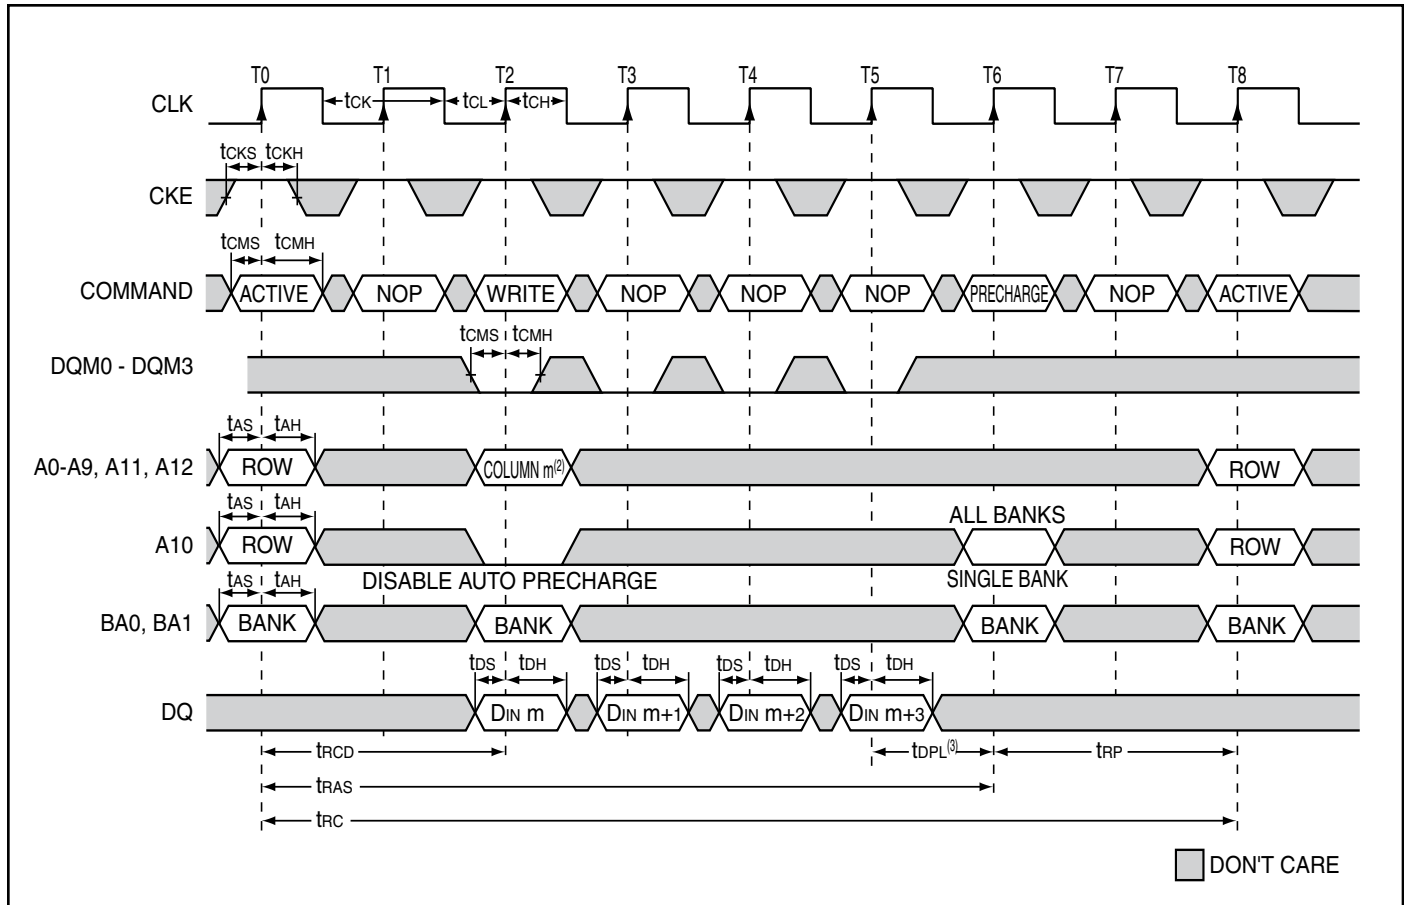 T0 T1 T2 T3 T4 T5 T6 T7 T8
CLK tCK tCL tCH
tCKS tCKH
CKE
tCMS tCMH
COMMAND ACTIVE NOP WRITE NOP NOP NOP PRECHARGE NOP ACTIVE
tCMS tCMH
DQM0 - DQM3
tAS tAH
A0-A9, A11, A12 ROW COLUMN m(2) ROW
tAS tAH ALL BANKS
A10 ROW ROW
tAS tAH DISABLE AUTO PRECHARGE SINGLE BANK
BA0, BA1 BANK BANK BANK BANK
tDS tDH tDS tDH tDS tDH tDS tDH
DQ DIN m DIN m+1 DIN m+2 DIN m+3
tRCD tDPL(3) tRP
tRAS
tRC
DON'T CARE